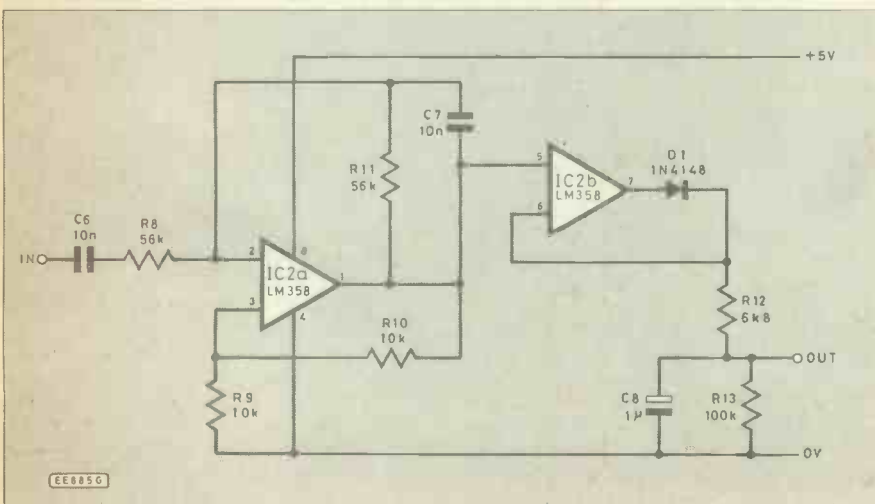 +5V
C7
10n
R11
56k
5
IC2b
LM358
7
6
D1
1N4148
C6
10n
R8
56k
IN
2
8
IC2a
LM358
1
3
4
R12
6k8
R10
10k
OUT
R9
10k
C8
1µ
R13
100k
0V
EE885G